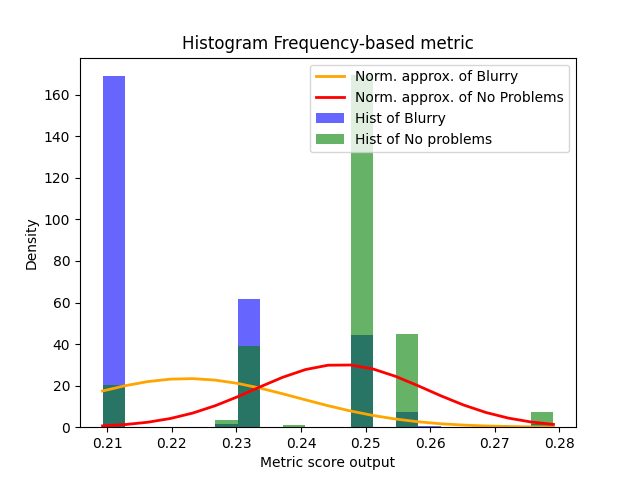 Histogram Frequency-based metric
Norm. approx. of Blurry
Norm. approx. of No Problems
Hist of Blurry
Hist of No problems
Density
160
140
120
100
80
60
40
20
0
0.21 0.22 0.23 0.24 0.25 0.26 0.27 0.28
Metric score output